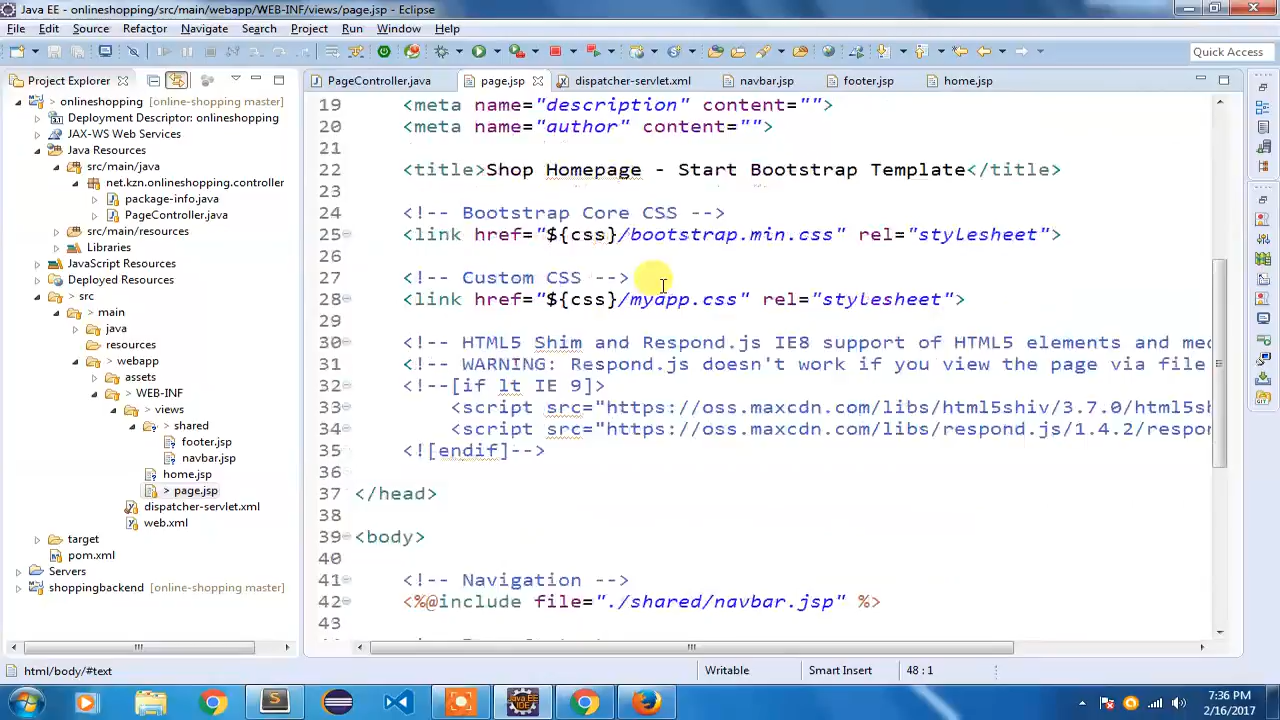 Java EE - onlineshopping/src/main/webapp/WEB-INF/views/page.jsp - Eclipse
File Edit Source Refactor Navigate Search Project Run Window Help
Quick Access
Project Explorer
onlineshopping [online-shopping master]
Deployment Descriptor: onlineshopping
JAX-WS Web Services
Java Resources
src/main/java
net.kzn.onlineshopping.controller
package-info.java
PageController.java
src/main/resources
Libraries
JavaScript Resources
Deployed Resources
> src
main
java
resources
webapp
assets
WEB-INF
> views
shared
footer.jsp
navbar.jsp
home.jsp
> page.jsp
dispatcher-servlet.xml
web.xml
target
pom.xml
Servers
shoppingbackend [online-shopping master]
PageController.java page.jsp dispatcher-servlet.xml navbar.jsp footer.jsp home.jsp
19 <meta name="description" content="">
20 <meta name="author" content="">
21
22 <title>Shop Homepage - Start Bootstrap Template</title>
23
24 <!-- Bootstrap Core CSS -->
25 <link href="${css}/bootstrap.min.css" rel="stylesheet">
26
27 <!-- Custom CSS -->
28 <link href="${css}/myapp.css" rel="stylesheet">
29
30 <!-- HTML5 Shim and Respond.js IE8 support of HTML5 elements and med
31 <!-- WARNING: Respond.js doesn't work if you view the page via file
32 <!--[if lt IE 9]>
33 <script src="https://oss.maxcdn.com/libs/html5shiv/3.7.0/html5sh
34 <script src="https://oss.maxcdn.com/libs/respond.js/1.4.2/respon
35 <![endif]-->
36
37 </head>
38
39 <body>
40
41 <!-- Navigation -->
42 <%@include file="./shared/navbar.jsp" %>
43
html/body/#text
Writable Smart Insert 48 : 1
7:36 PM
2/16/2017